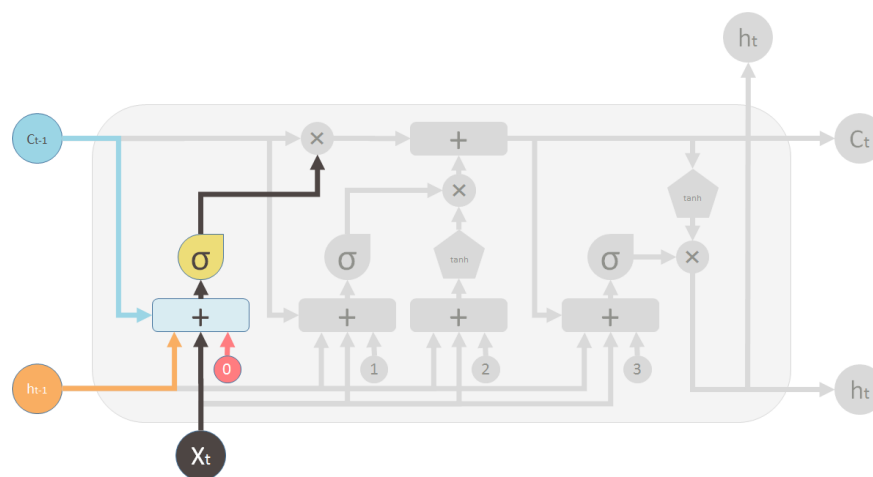 ht
Ct-1
×
+
Ct
×
tanh
σ
σ
tanh
σ
×
+
+
+
+
0
1
2
3
ht-1
ht
Xt